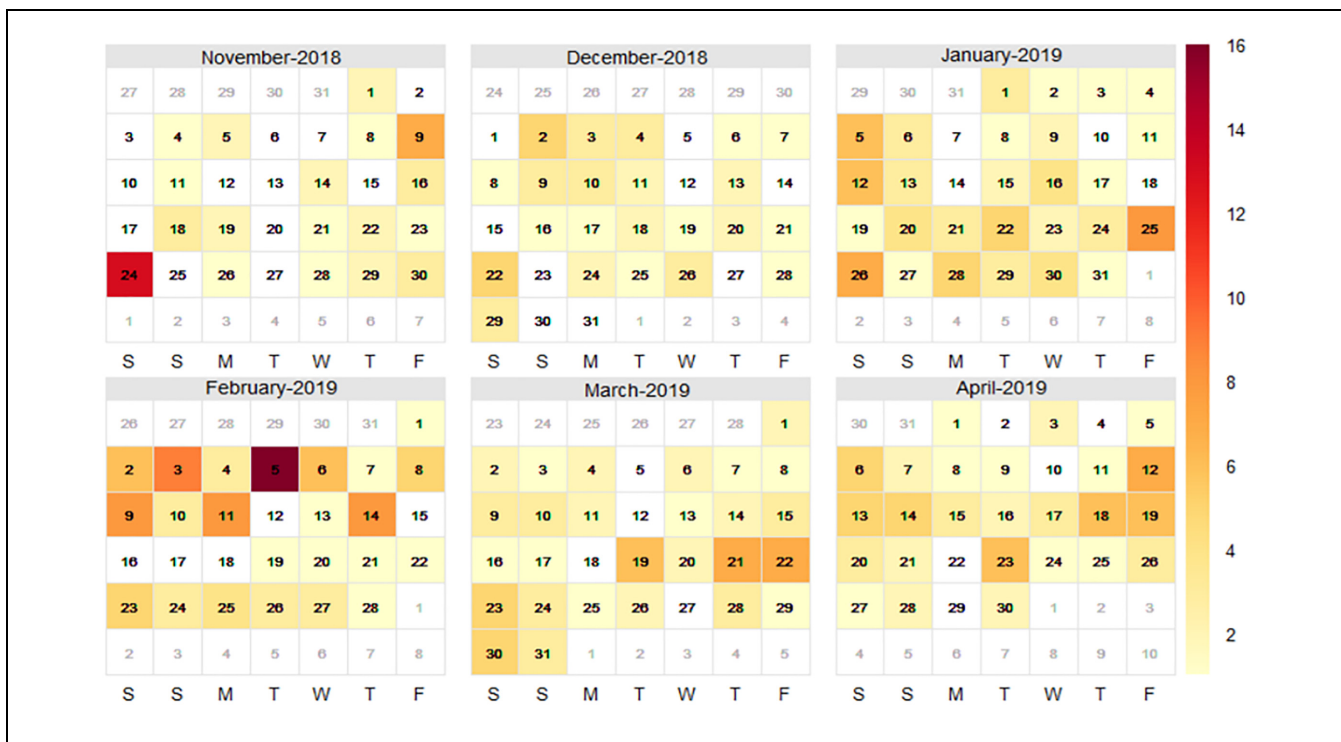 November-2018 December-2018 January-2019 16
27 28 29 30 31 1 2 24 25 26 27 28 29 30 29 30 31 1 2 3 4
3 4 5 6 7 8 9 1 2 3 4 5 6 7 5 6 7 8 9 10 11
14
10 11 12 13 14 15 16 8 9 10 11 12 13 14 12 13 14 15 16 17 18
17 18 19 20 21 22 23 15 16 17 18 19 20 21 19 20 21 22 23 24 25
12
24 25 26 27 28 29 30 22 23 24 25 26 27 28 26 27 28 29 30 31 1
10
1 2 3 4 5 6 7 29 30 31 1 2 3 4 2 3 4 5 6 7 8
S S M T W T F S S M T W T F S S M T W T F
February-2019 March-2019 April-2019
8
26 27 28 29 30 31 1 23 24 25 26 27 28 1 30 31 1 2 3 4 5
2 3 4 5 6 7 8 2 3 4 5 6 7 8 6 7 8 9 10 11 12
6
9 10 11 12 13 14 15 9 10 11 12 13 14 15 13 14 15 16 17 18 19
4
16 17 18 19 20 21 22 16 17 18 19 20 21 22 20 21 22 23 24 25 26
23 24 25 26 27 28 1 23 24 25 26 27 28 29 27 28 29 30 1 2 3
2
2 3 4 5 6 7 8 30 31 1 2 3 4 5 4 5 6 7 8 9 10
S S M T W T F S S M T W T F S S M T W T F